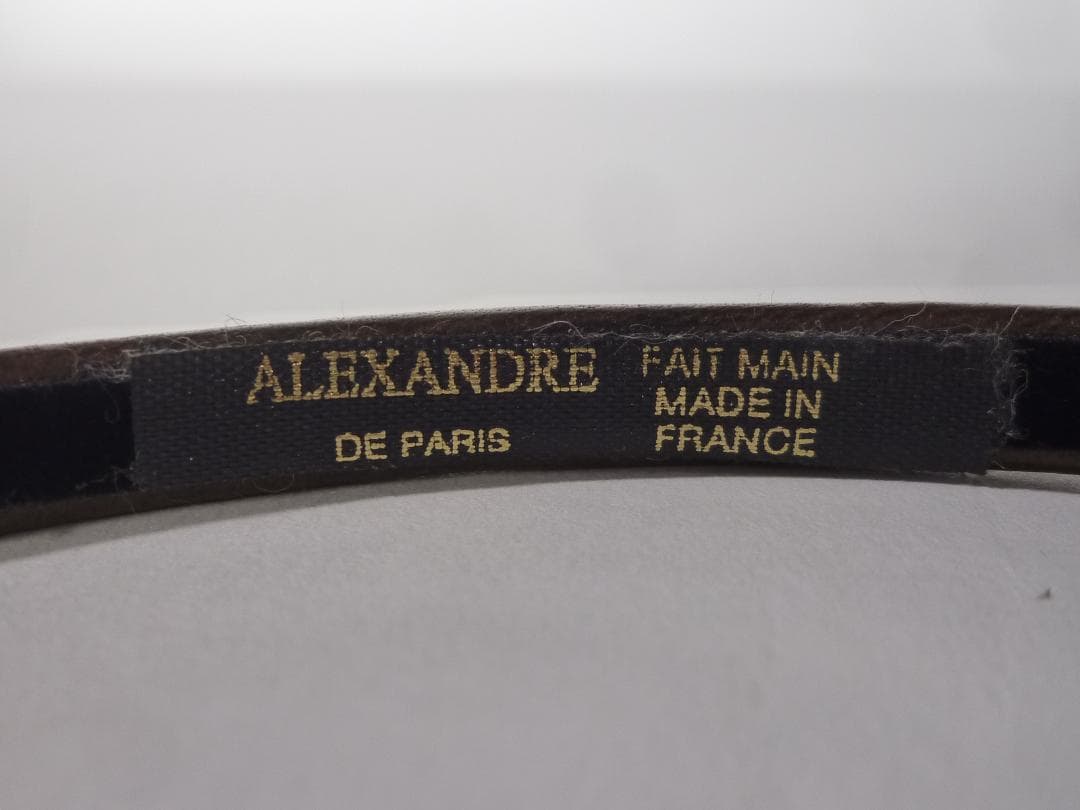 ALEXANDRE
DE PARIS
FAIT MAIN
MADE IN
FRANCE